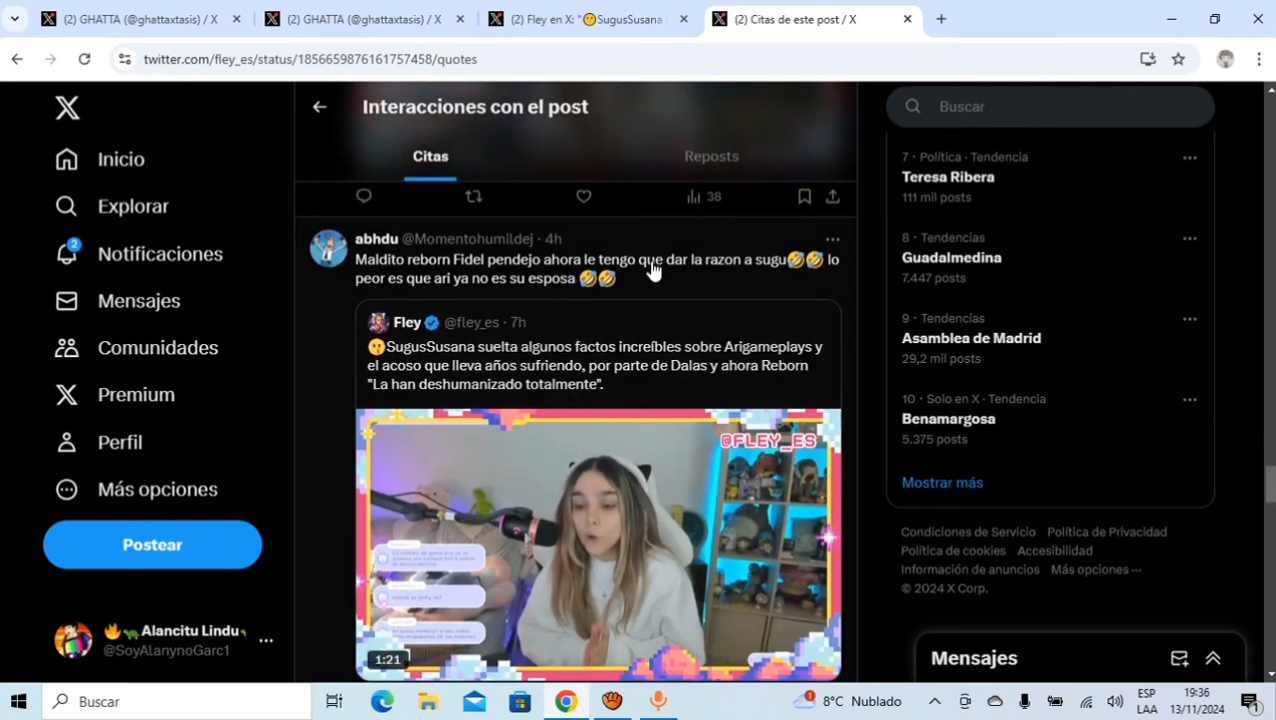 (2) GHATTA (@ghattaxtasis) / X
(2) GHATTA (@ghattaxtasis) / X
(2) Fley en X: "🤫SugusSusana
(2) Citas de este post / X
twitter.com/fley_es/status/1856659876161757458/quotes
Inicio
Explorar
2
Notificaciones
Mensajes
Comunidades
Premium
Perfil
Más opciones
Postear
🔥 Alancitu Lindu
@SoyAlanynoGarc1
Interacciones con el post
Citas
Reposts
38
abhdu @Momentohumildej · 4h
Maldito reborn Fidel pendejo ahora le tengo que dar la razon a sugu🤣🤣 lo
peor es que ari ya no es su esposa 🤣🤣
Fley @fley_es · 7h
🤫SugusSusana suelta algunos factos increíbles sobre Arigameplays y
el acoso que lleva años sufriendo, por parte de Dalas y ahora Reborn
"La han deshumanizado totalmente".
@FLEY_ES
1:21
Buscar
7 · Política · Tendencia
Teresa Ribera
111 mil posts
8 · Tendencias
Guadalmedina
7.447 posts
9 · Tendencias
Asamblea de Madrid
29,2 mil posts
10 · Solo en X · Tendencia
Benamargosa
5.375 posts
Mostrar más
Condiciones de Servicio Política de Privacidad
Política de cookies Accesibilidad
Información de anuncios Más opciones ···
© 2024 X Corp.
Mensajes
Buscar
1
8°C Nublado
ESP
LAA
19:36
13/11/2024
1